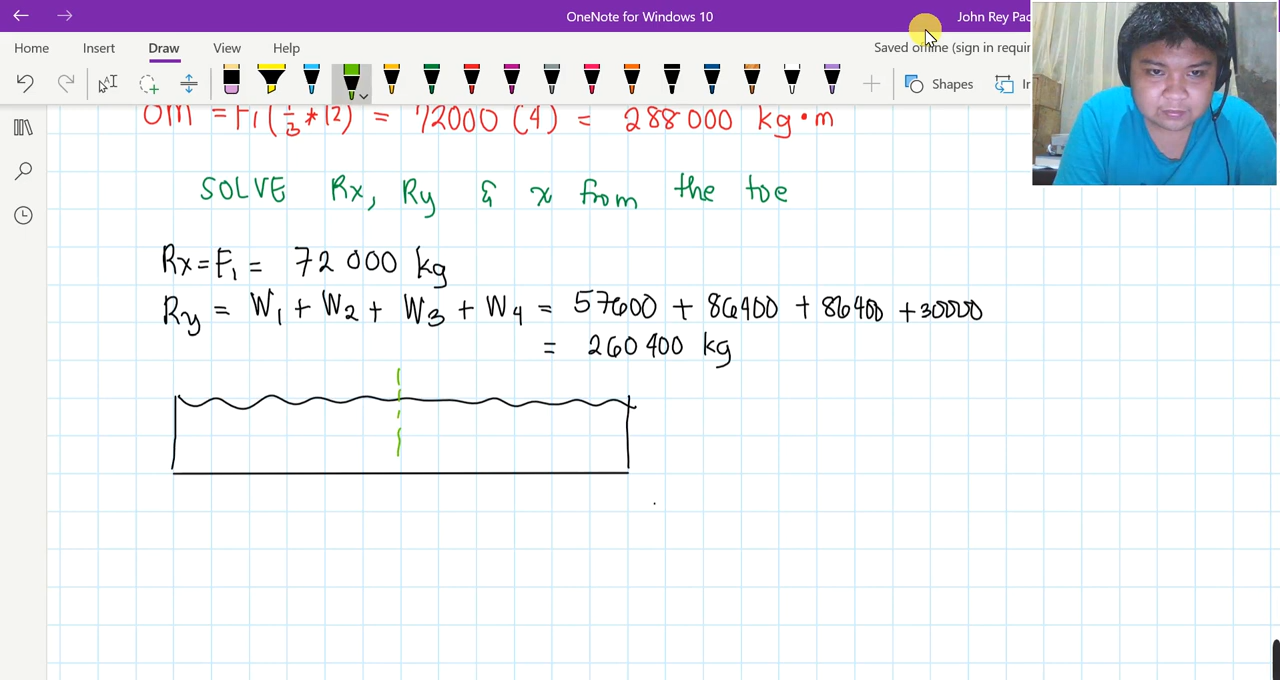 OneNote for Windows 10
John Rey Pac
Home Insert Draw View Help
Saved offline (sign in requir
Shapes
OM = F1 (1/3 * 12) = 72000 (4) = 288 000 kg•m
SOLVE Rx, Ry & x from the toe
Rx = F1 = 72 000 kg
Ry = W1 + W2 + W3 + W4 = 57600 + 86400 + 86400 + 30000
= 260 400 kg